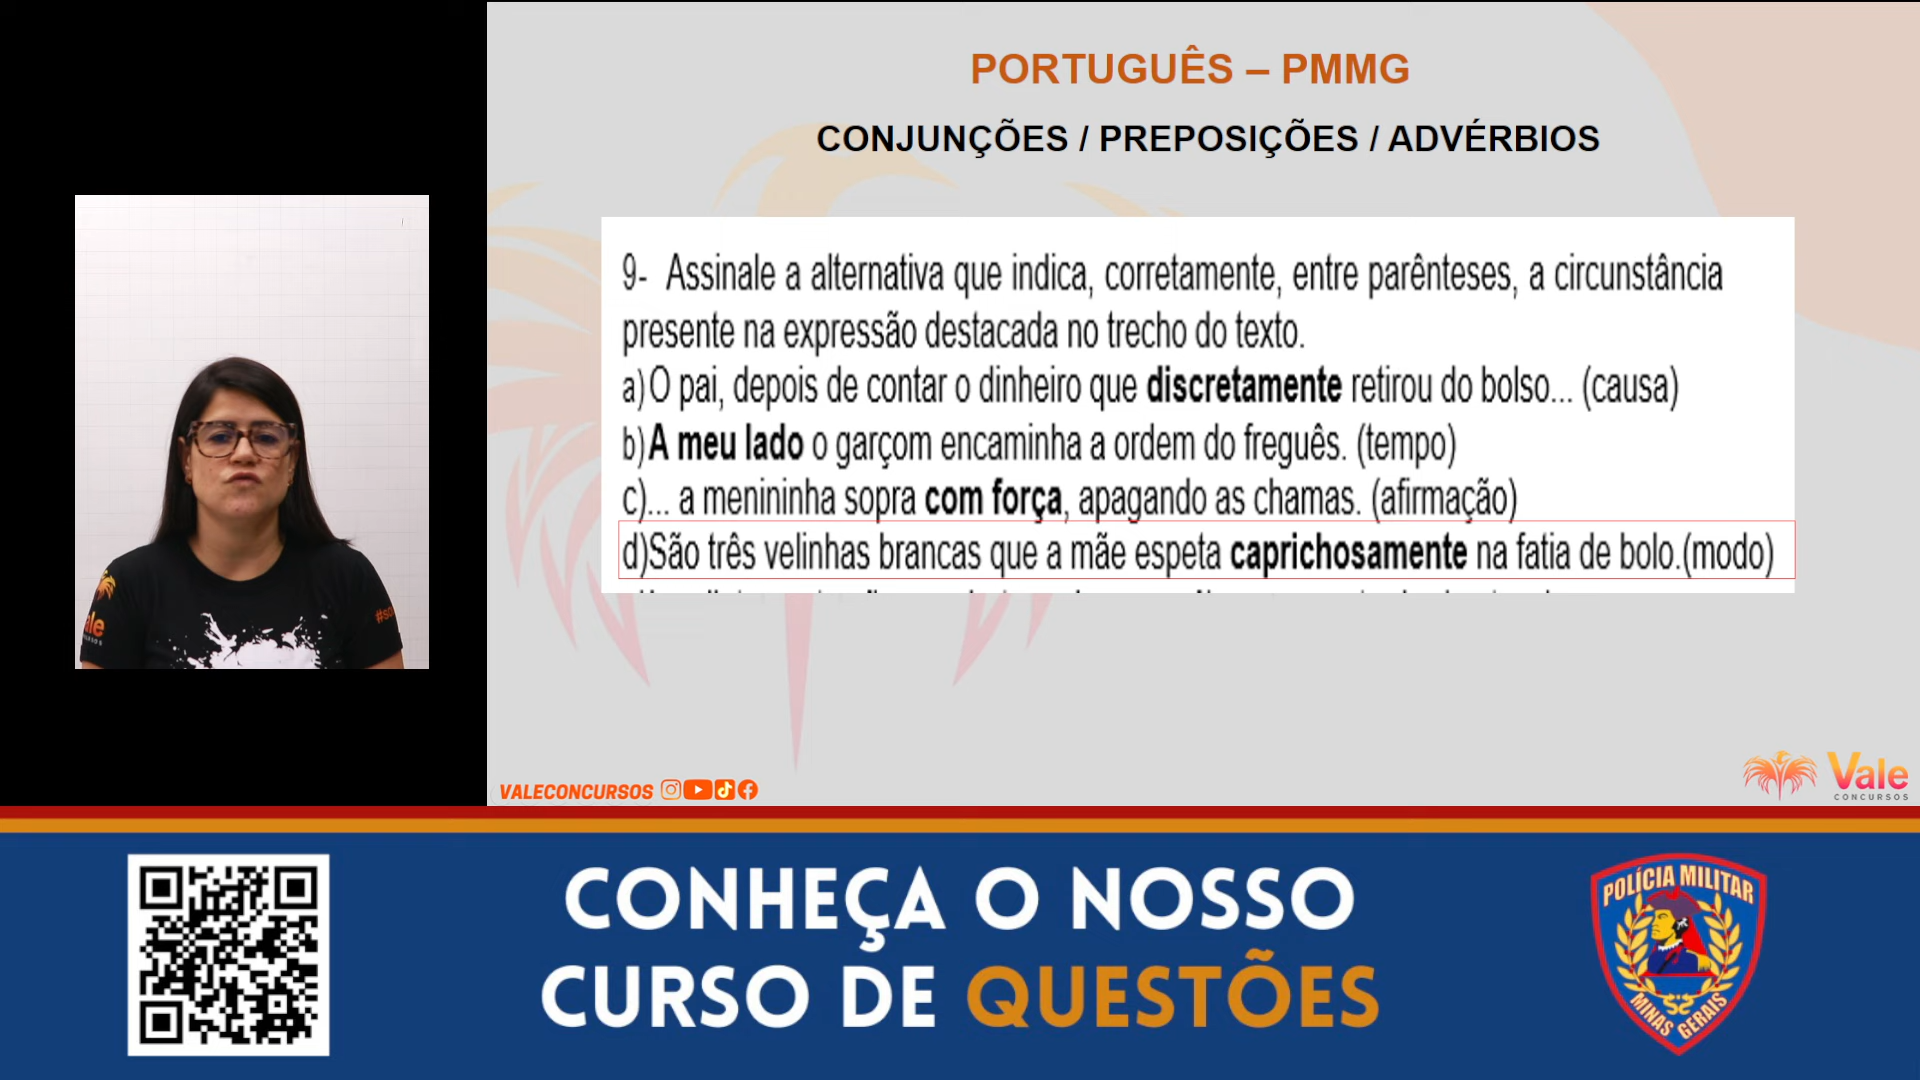 PORTUGUÊS – PMMG
CONJUNÇÕES / PREPOSIÇÕES / ADVÉRBIOS
9- Assinale a alternativa que indica, corretamente, entre parênteses, a circunstância
presente na expressão destacada no trecho do texto.
a)O pai, depois de contar o dinheiro que discretamente retirou do bolso... (causa)
b)A meu lado o garçom encaminha a ordem do freguês. (tempo)
c)... a menininha sopra com força, apagando as chamas. (afirmação)
d)São três velinhas brancas que a mãe espeta caprichosamente na fatia de bolo.(modo)
VALECONCURSOS
Vale
CONCURSOS
CONHEÇA O NOSSO
CURSO DE QUESTÕES
POLÍCIA MILITAR
MINAS GERAIS